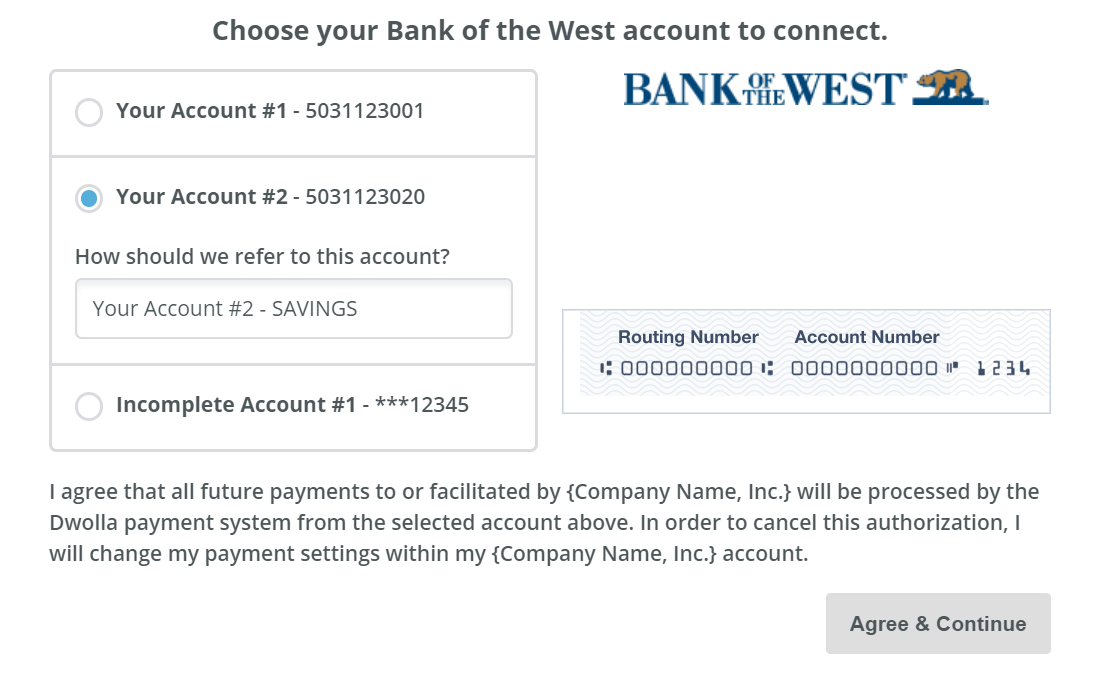 Choose your Bank of the West account to connect.
BANK OF THE WEST
Your Account #1 - 5031123001
Your Account #2 - 5031123020
How should we refer to this account?
Your Account #2 - SAVINGS
Incomplete Account #1 - ***12345
Routing Number Account Number
⑆000000000⑆ 0000000000⑈ 1234
I agree that all future payments to or facilitated by {Company Name, Inc.} will be processed by the
Dwolla payment system from the selected account above. In order to cancel this authorization, I
will change my payment settings within my {Company Name, Inc.} account.
Agree & Continue